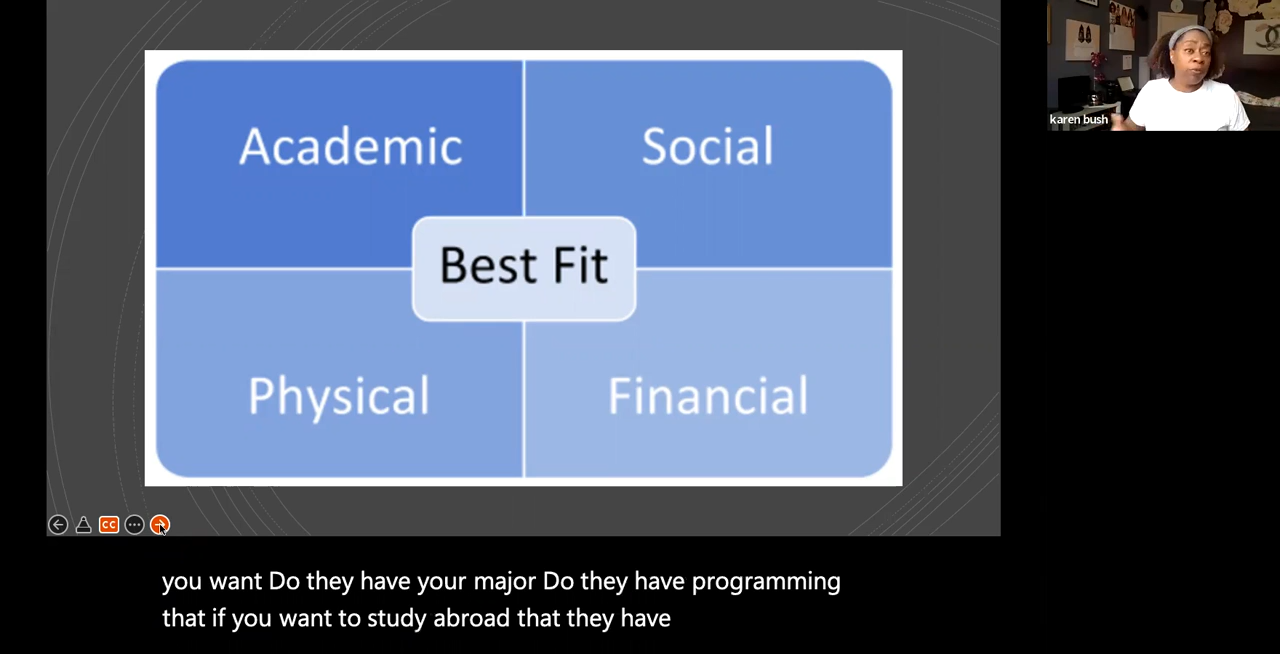 Academic
Social
Best Fit
Physical
Financial
karen bush
CC
you want Do they have your major Do they have programming
that if you want to study abroad that they have